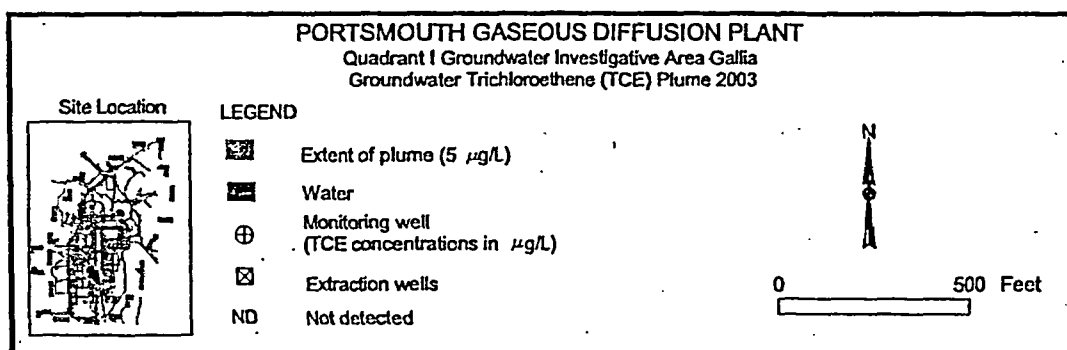 PORTSMOUTH GASEOUS DIFFUSION PLANT
Quadrant I Groundwater Investigative Area Gallia
Groundwater Trichloroethene (TCE) Plume 2003
Site Location
LEGEND
Extent of plume (5 µg/L)
Water
Monitoring well
(TCE concentrations in µg/L)
Extraction wells
ND Not detected
N
0 500 Feet